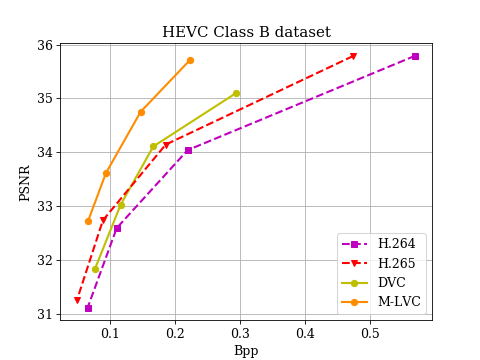 HEVC Class B dataset
36
35
34
33
32
31
PSNR
0.1 0.2 0.3 0.4 0.5
Bpp
H.264
H.265
DVC
M-LVC